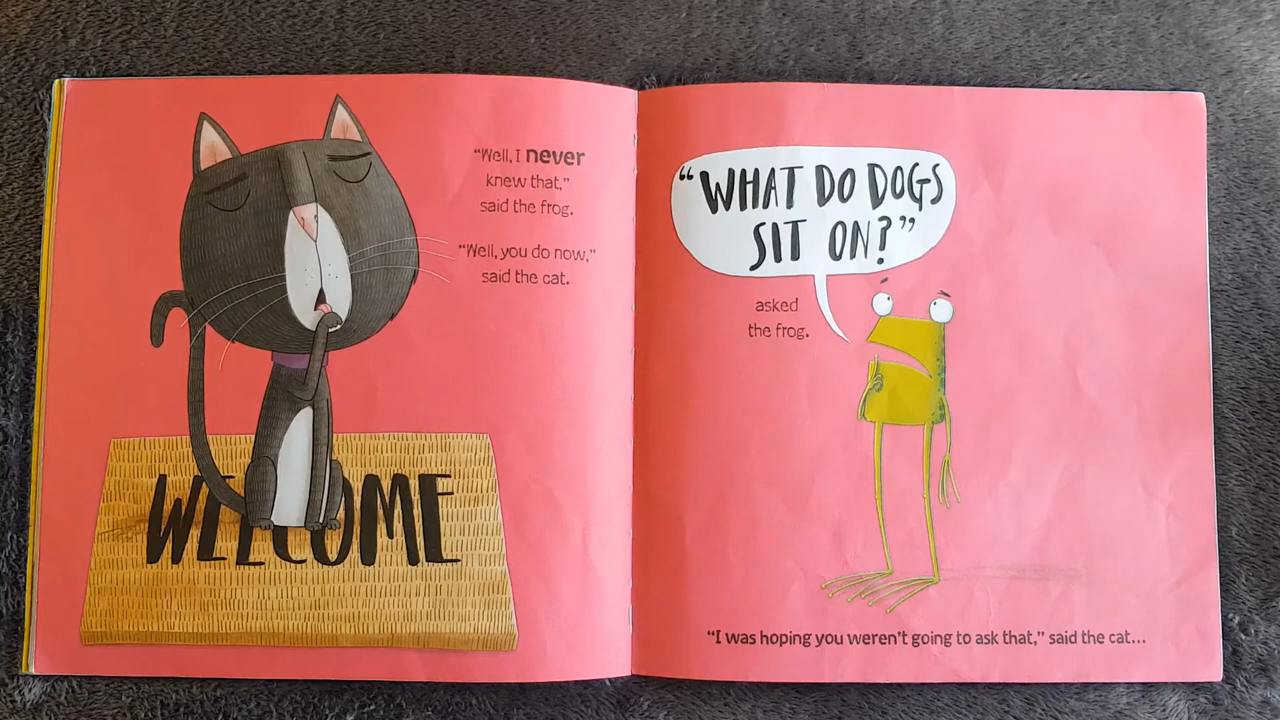 “Well, I never
knew that,”
said the frog.
“Well, you do now,”
said the cat.
WELCOME
“WHAT DO DOGS
SIT ON?”
asked
the frog.
“I was hoping you weren’t going to ask that,” said the cat...